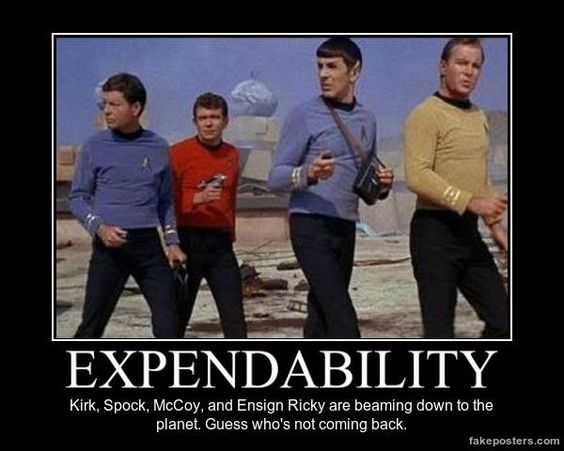 EXPENDABILITY
Kirk, Spock, McCoy, and Ensign Ricky are beaming down to the
planet. Guess who's not coming back.
fakeposters.com